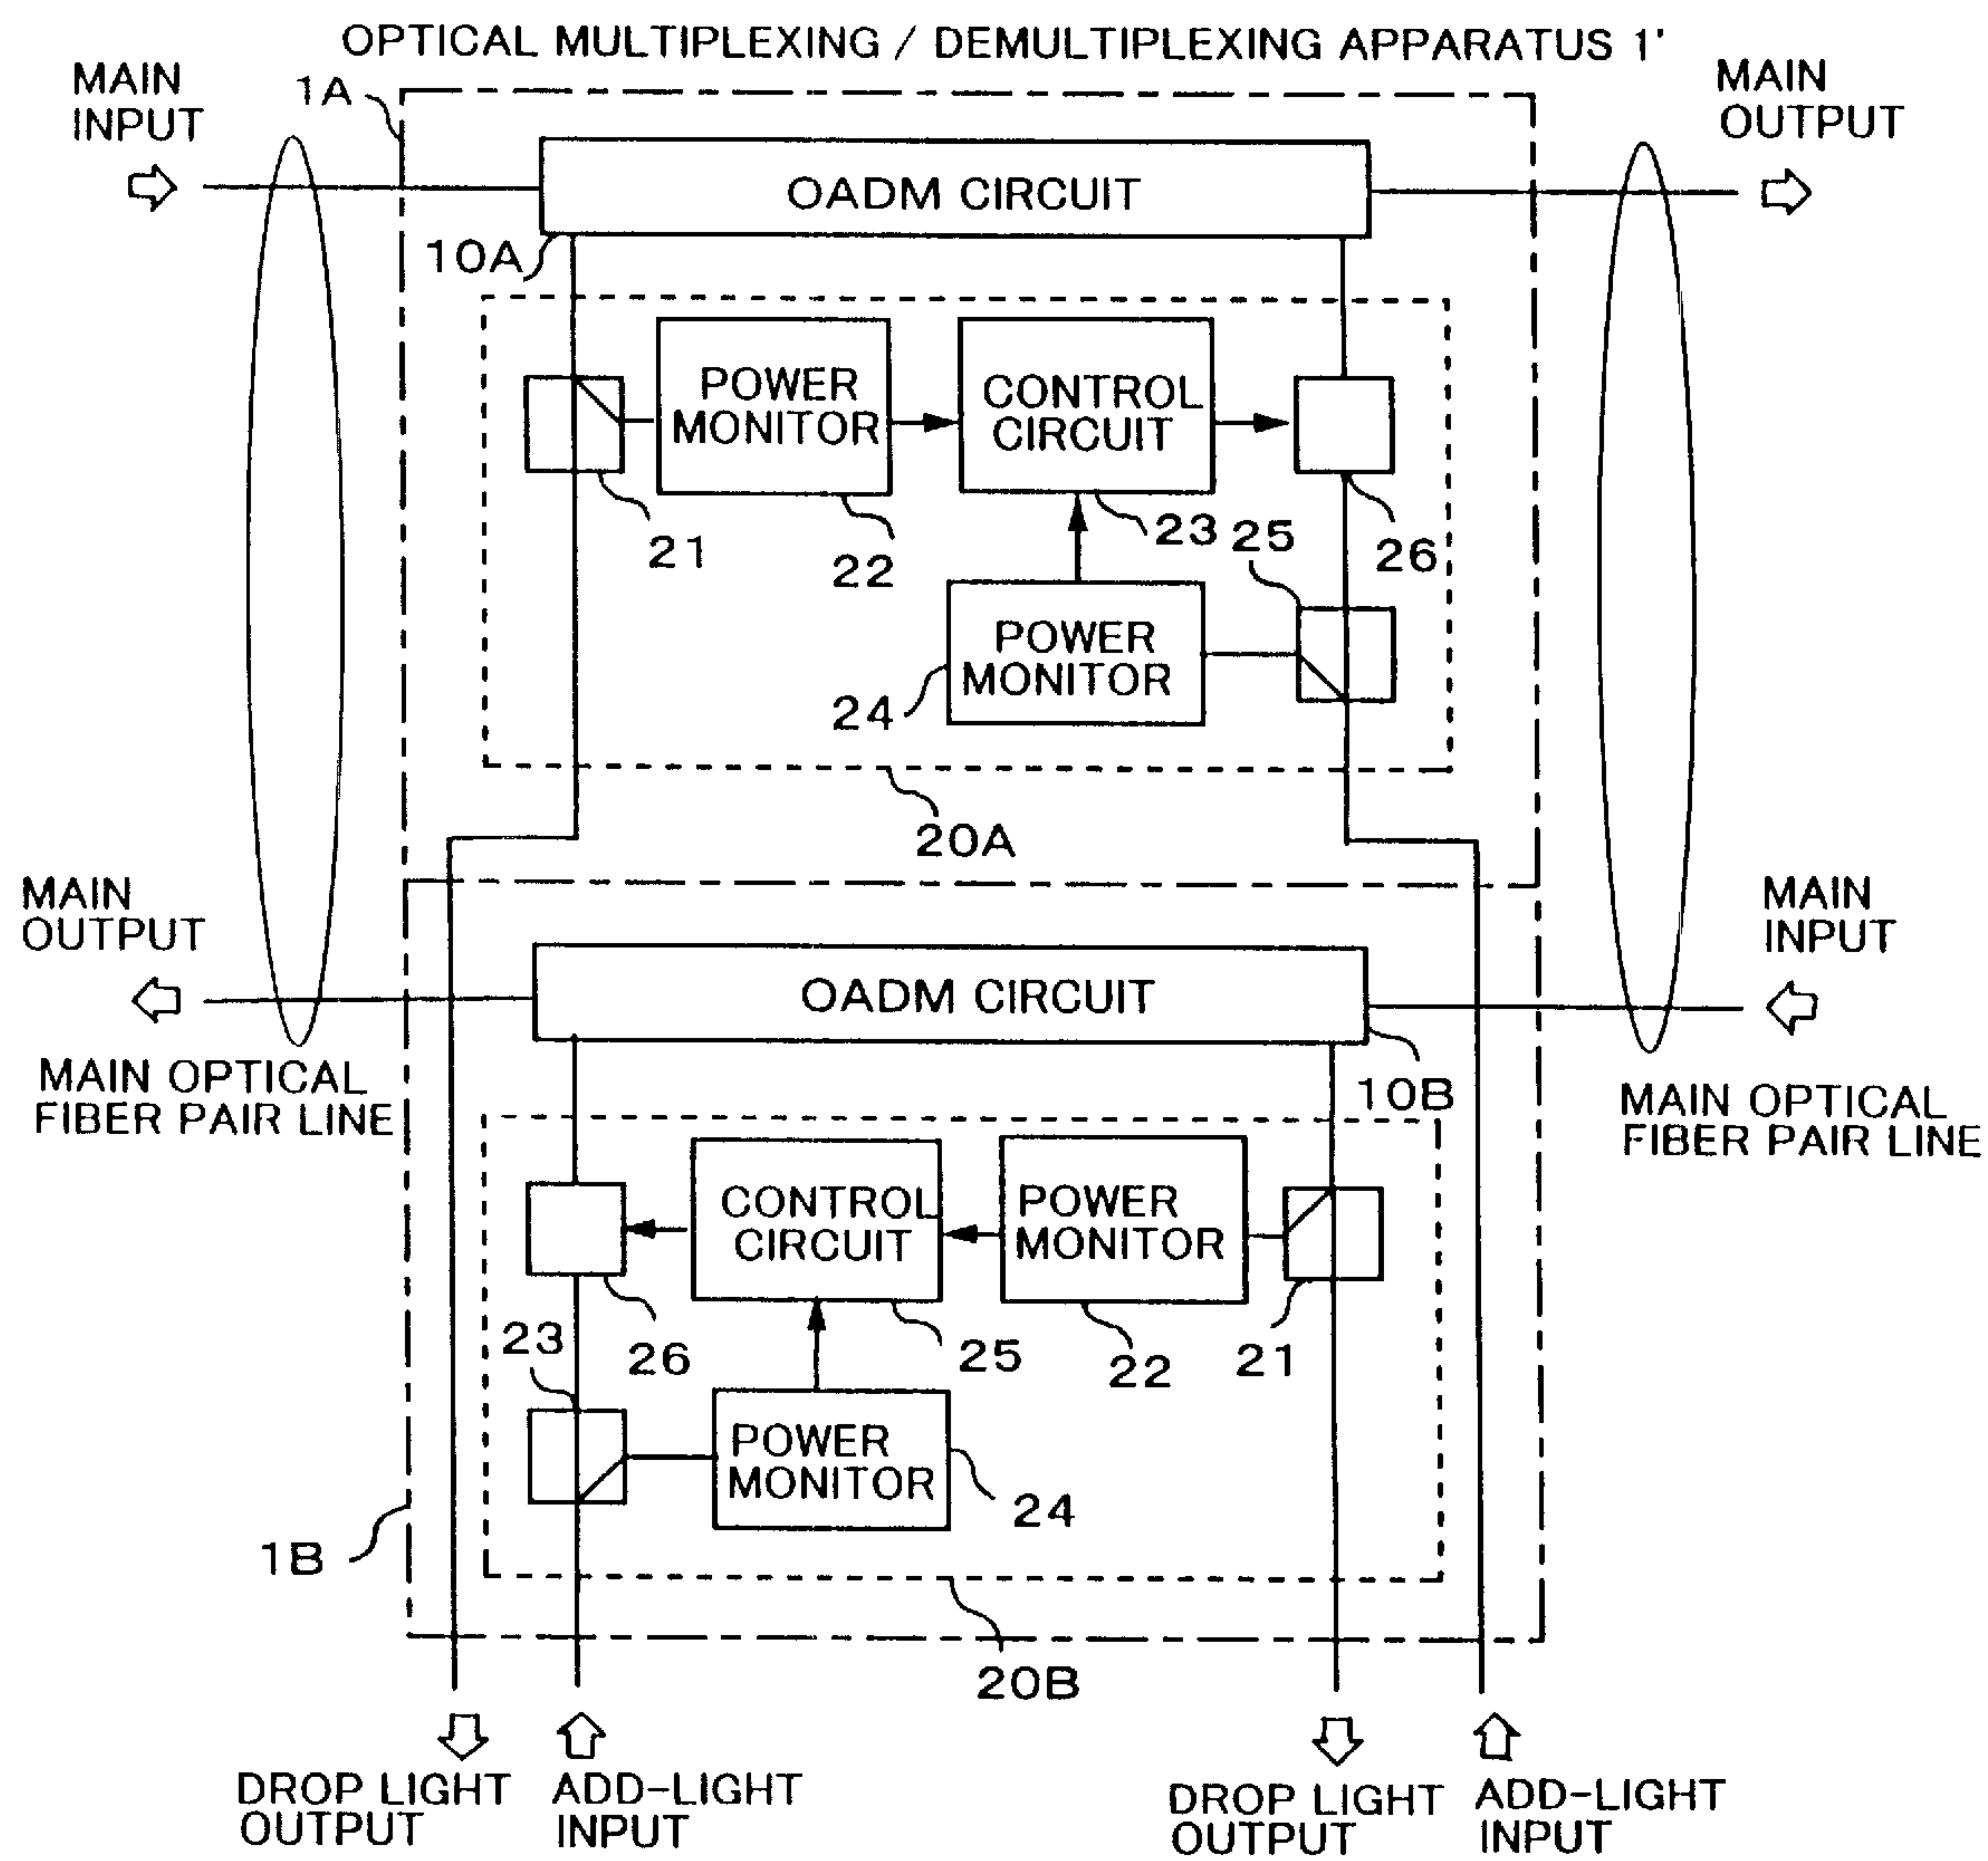 OPTICAL MULTIPLEXING / DEMULTIPLEXING APPARATUS 1'
MAIN
INPUT
1A
MAIN
OUTPUT
OADM CIRCUIT
10A
POWER
MONITOR
CONTROL
CIRCUIT
21
22
23
25
26
POWER
MONITOR
24
20A
MAIN
OUTPUT
MAIN
INPUT
OADM CIRCUIT
MAIN OPTICAL
FIBER PAIR LINE
10B
MAIN OPTICAL
FIBER PAIR LINE
CONTROL
CIRCUIT
POWER
MONITOR
23
26
25
22
21
POWER
MONITOR
24
1B
20B
DROP LIGHT
OUTPUT
ADD-LIGHT
INPUT
DROP LIGHT
OUTPUT
ADD-LIGHT
INPUT